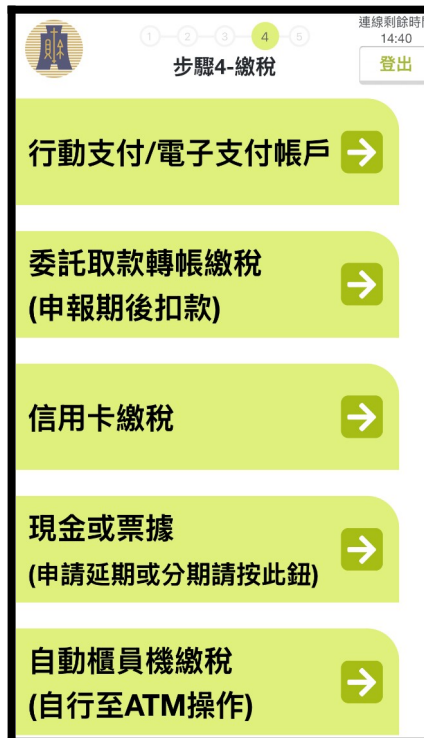 連線剩餘時間
1 2 3 4 5
14:40
步驟4-繳稅
登出
行動支付/電子支付帳戶
委託取款轉帳繳稅
(申報期後扣款)
信用卡繳稅
現金或票據
(申請延期或分期請按此鈕)
自動櫃員機繳稅
(自行至ATM操作)